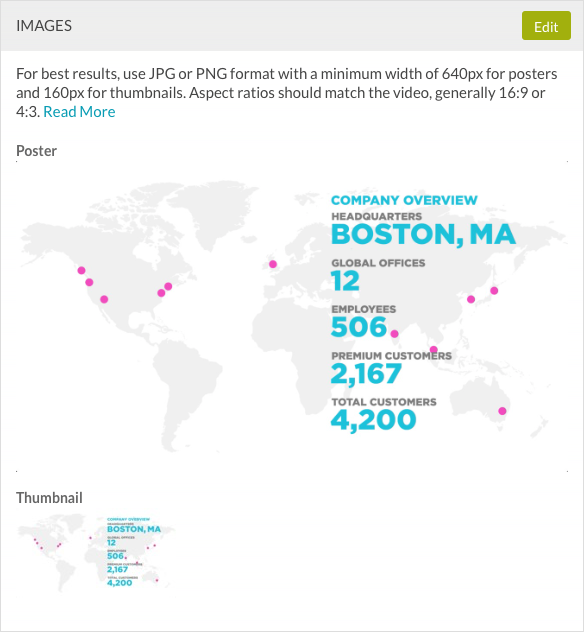 IMAGES
Edit
For best results, use JPG or PNG format with a minimum width of 640px for posters
and 160px for thumbnails. Aspect ratios should match the video, generally 16:9 or
4:3. Read More
Poster
COMPANY OVERVIEW
HEADQUARTERS
BOSTON, MA
GLOBAL OFFICES
12
EMPLOYEES
506
PREMIUM CUSTOMERS
2,167
TOTAL CUSTOMERS
4,200
Thumbnail
COMPANY OVERVIEW
HEADQUARTERS
BOSTON, MA
GLOBAL OFFICES
12
EMPLOYEES
506
PREMIUM CUSTOMERS
2,167
TOTAL CUSTOMERS
4,200